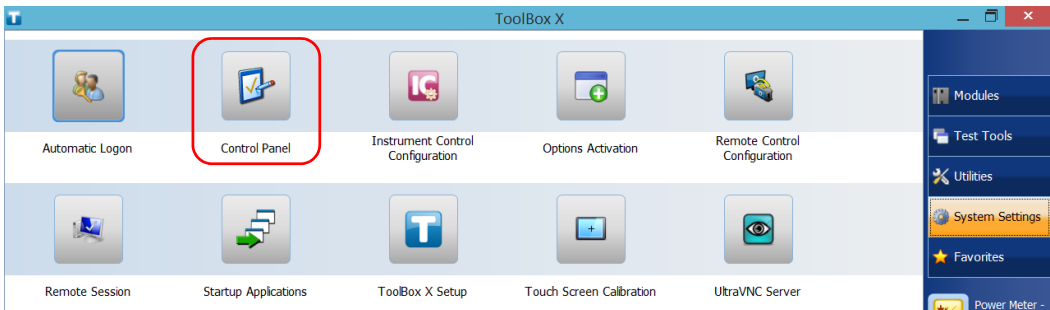 ToolBox X
Automatic Logon
Control Panel
Instrument Control
Configuration
Options Activation
Remote Control
Configuration
Remote Session
Startup Applications
ToolBox X Setup
Touch Screen Calibration
UltraVNC Server
Modules
Test Tools
Utilities
System Settings
Favorites
Power Meter -